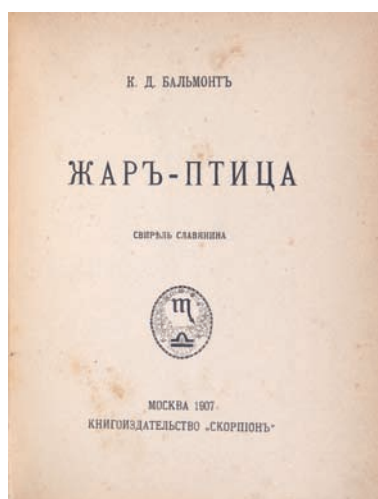 К. Д. БАЛЬМОНТЪ
ЖАРЪ-ПТИЦА
СВИРѢЛЬ СЛАВЯНИНА
МОСКВА 1907
КНИГОИЗДАТЕЛЬСТВО „СКОРПІОНЪ“